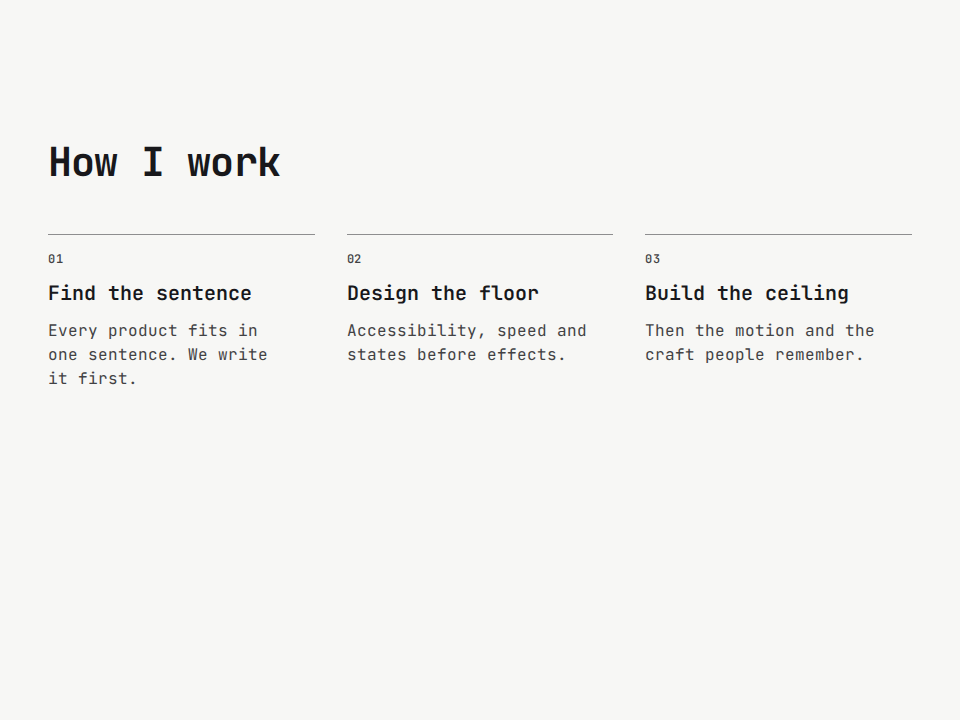 How I work
01
Find the sentence
Every product fits in
one sentence. We write
it first.
02
Design the floor
Accessibility, speed and
states before effects.
03
Build the ceiling
Then the motion and the
craft people remember.